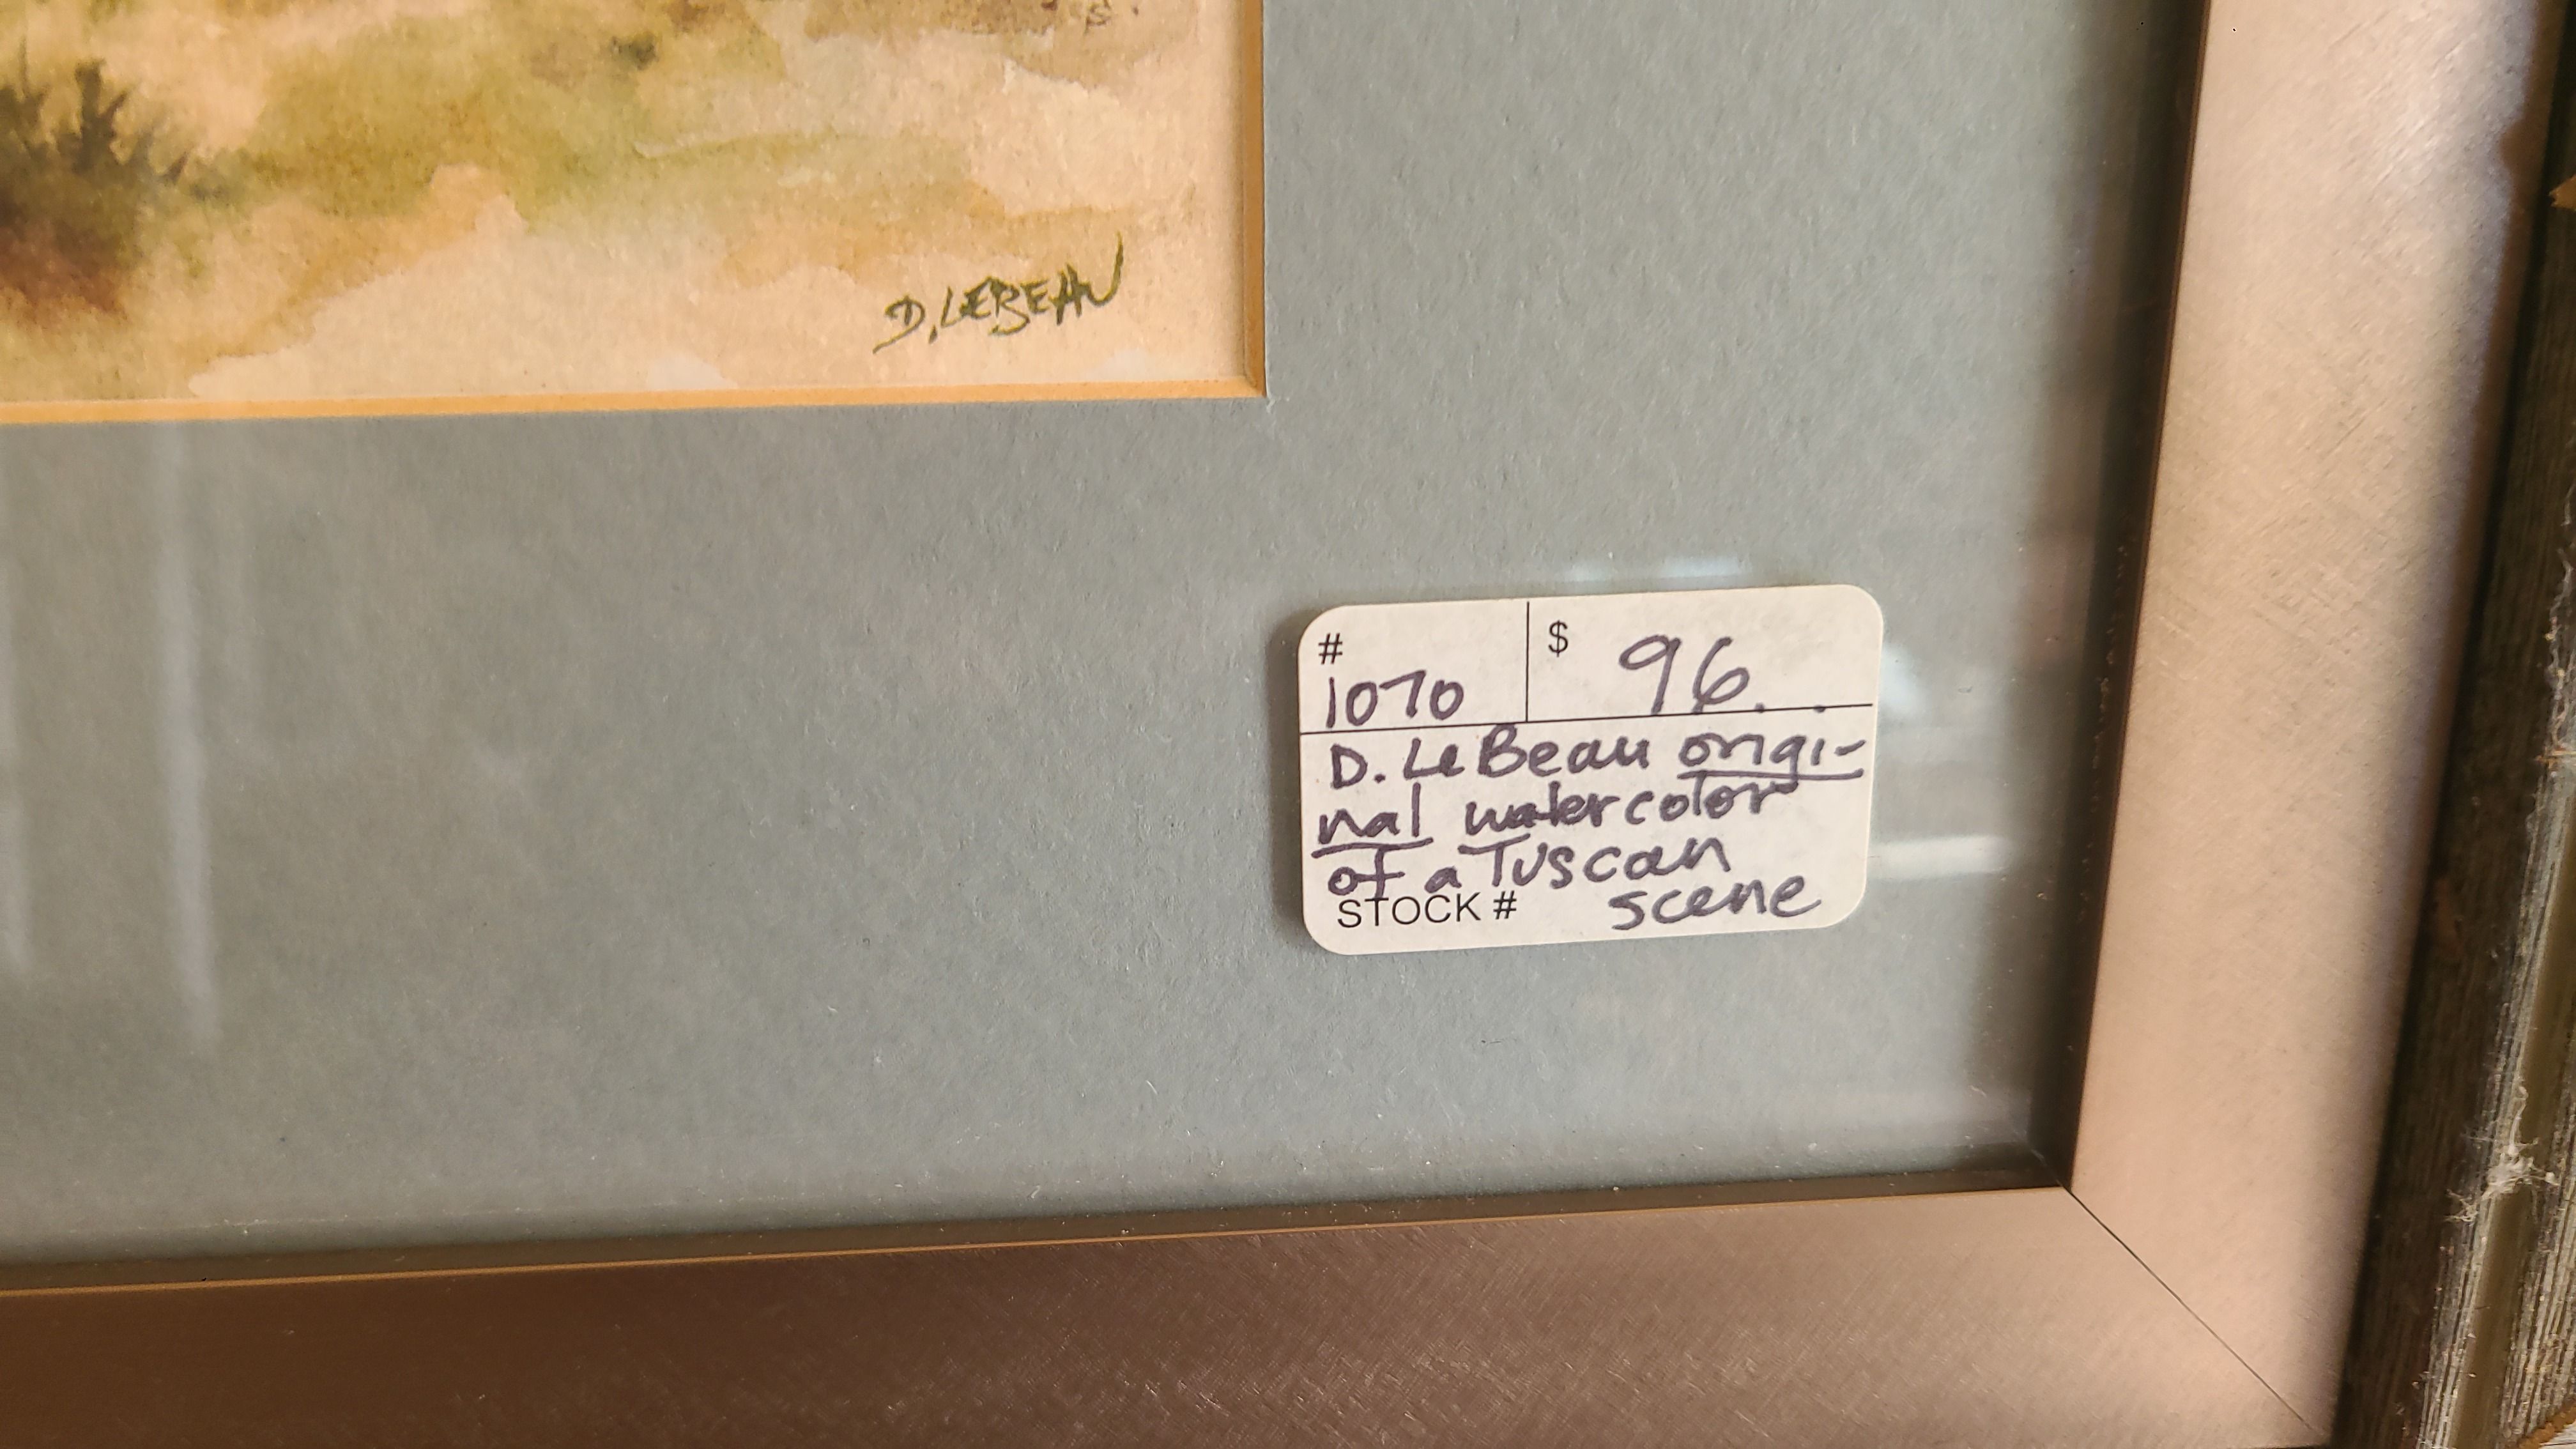 D. LEBEAU
# $
1070 96.
D. LeBeau origi-
nal watercolor
of a Tuscan
STOCK # scene